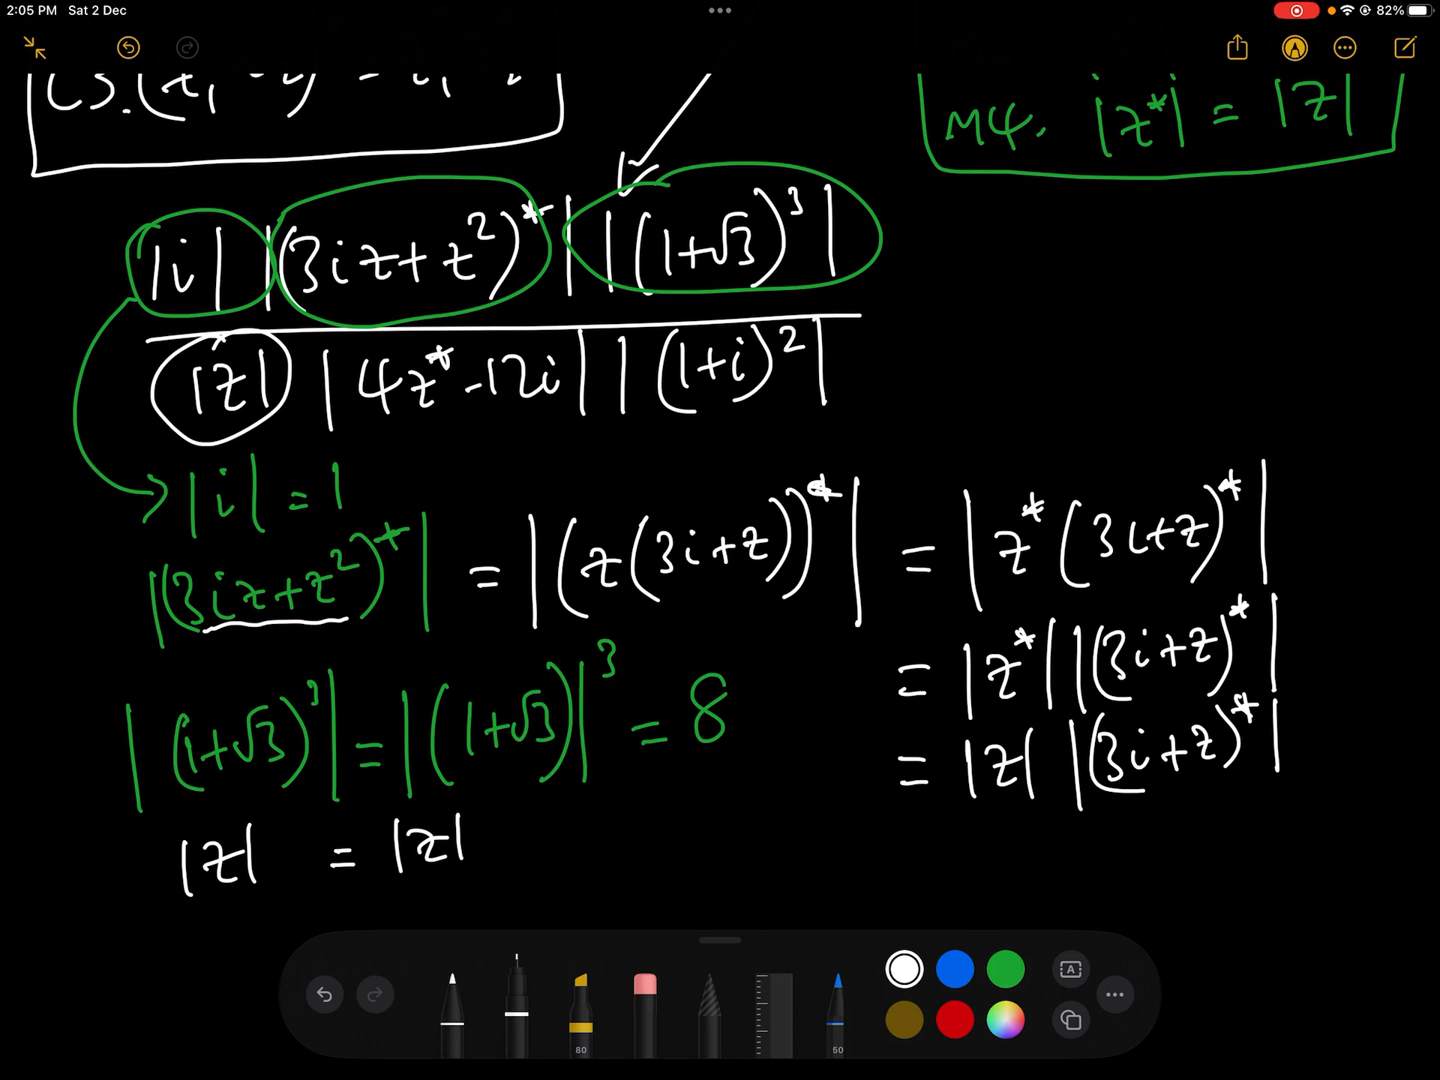 2:05 PM Sat 2 Dec
82%
M4. |z*| = |z|
|i| |(3iz+z²)*| |(1+√3)³|
|z| |4z*-12i| |(1+i)²|
|i| = 1
|(3iz+z²)*| = |(z(3i+z))*| = |z*(3i+z)*|
= |z*| |(3i+z)*|
|(1+√3)³| = |(1+√3)|³ = 8
= |z| |(3i+z)*|
|z| = |z|
80
50
A